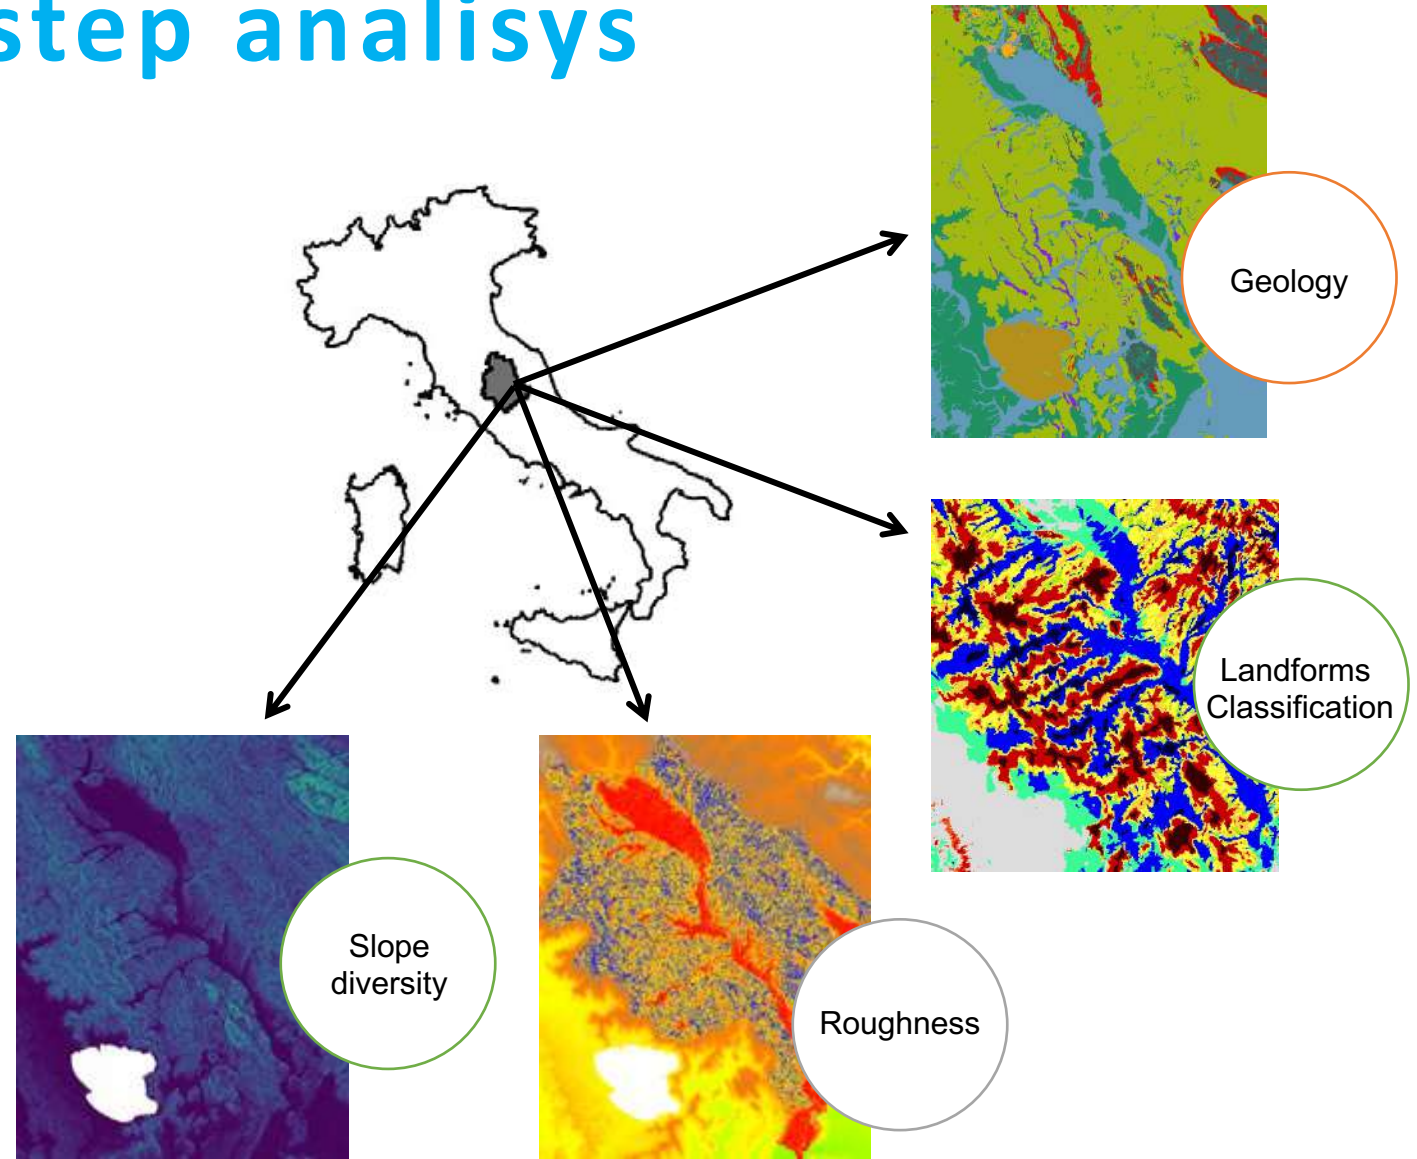 step analisys
Geology
Landforms
Classification
Slope
diversity
Roughness